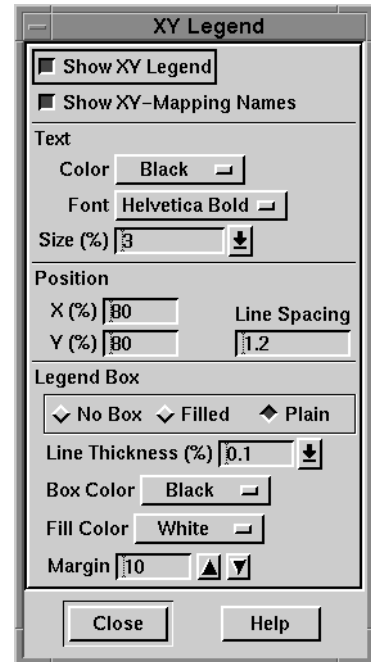 XY Legend
Show XY Legend
Show XY-Mapping Names
Text
Color Black
Font Helvetica Bold
Size (%) 3
Position
X (%) 80
Line Spacing
Y (%) 80 1.2
Legend Box
No Box Filled Plain
Line Thickness (%) 0.1
Box Color Black
Fill Color White
Margin 10
Close Help